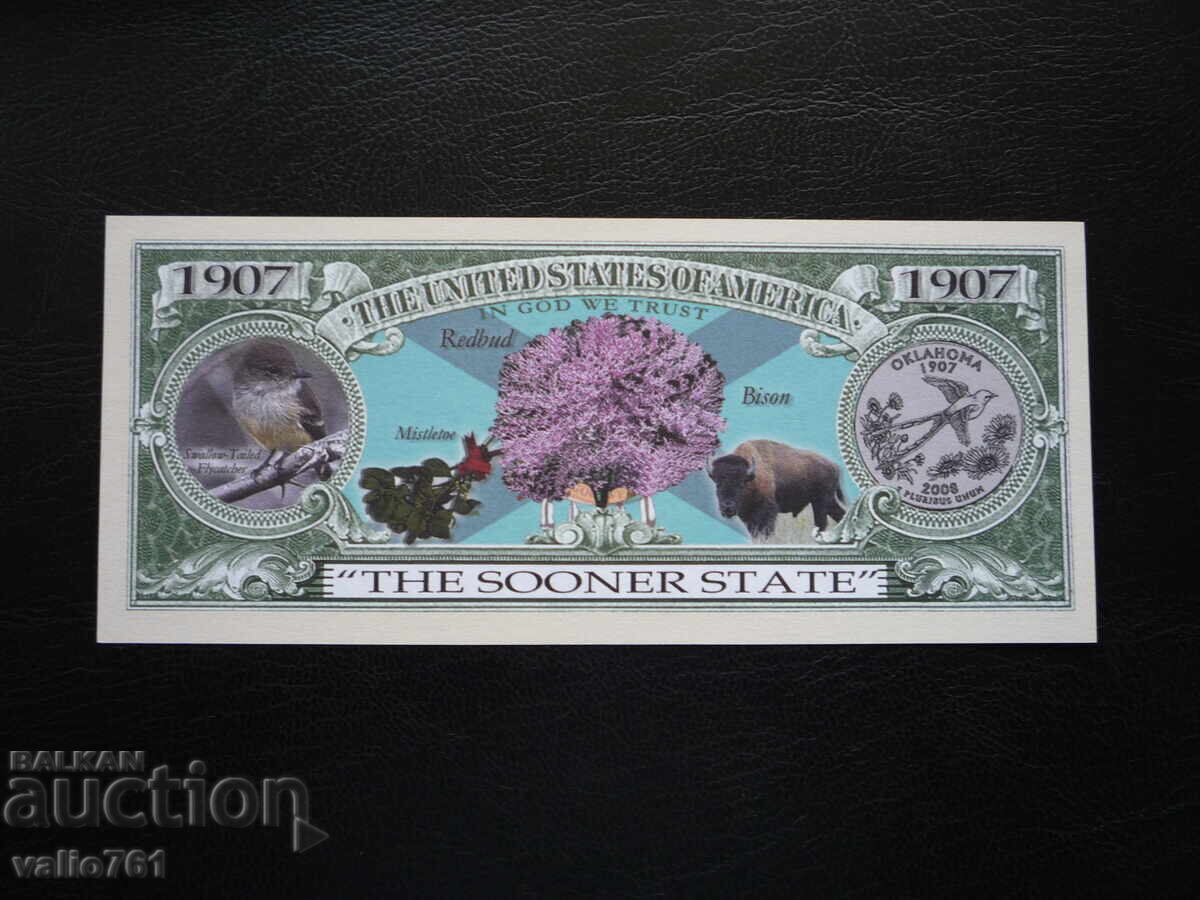 1907
1907
·THE UNITED STATES OF AMERICA·
IN GOD WE TRUST
Redbud
Bison
Mistletoe
Swallow-Tailed
Flycatcher
OKLAHOMA
1907
2008
E PLURIBUS UNUM
"THE SOONER STATE"
BALKAN
auction
valio761